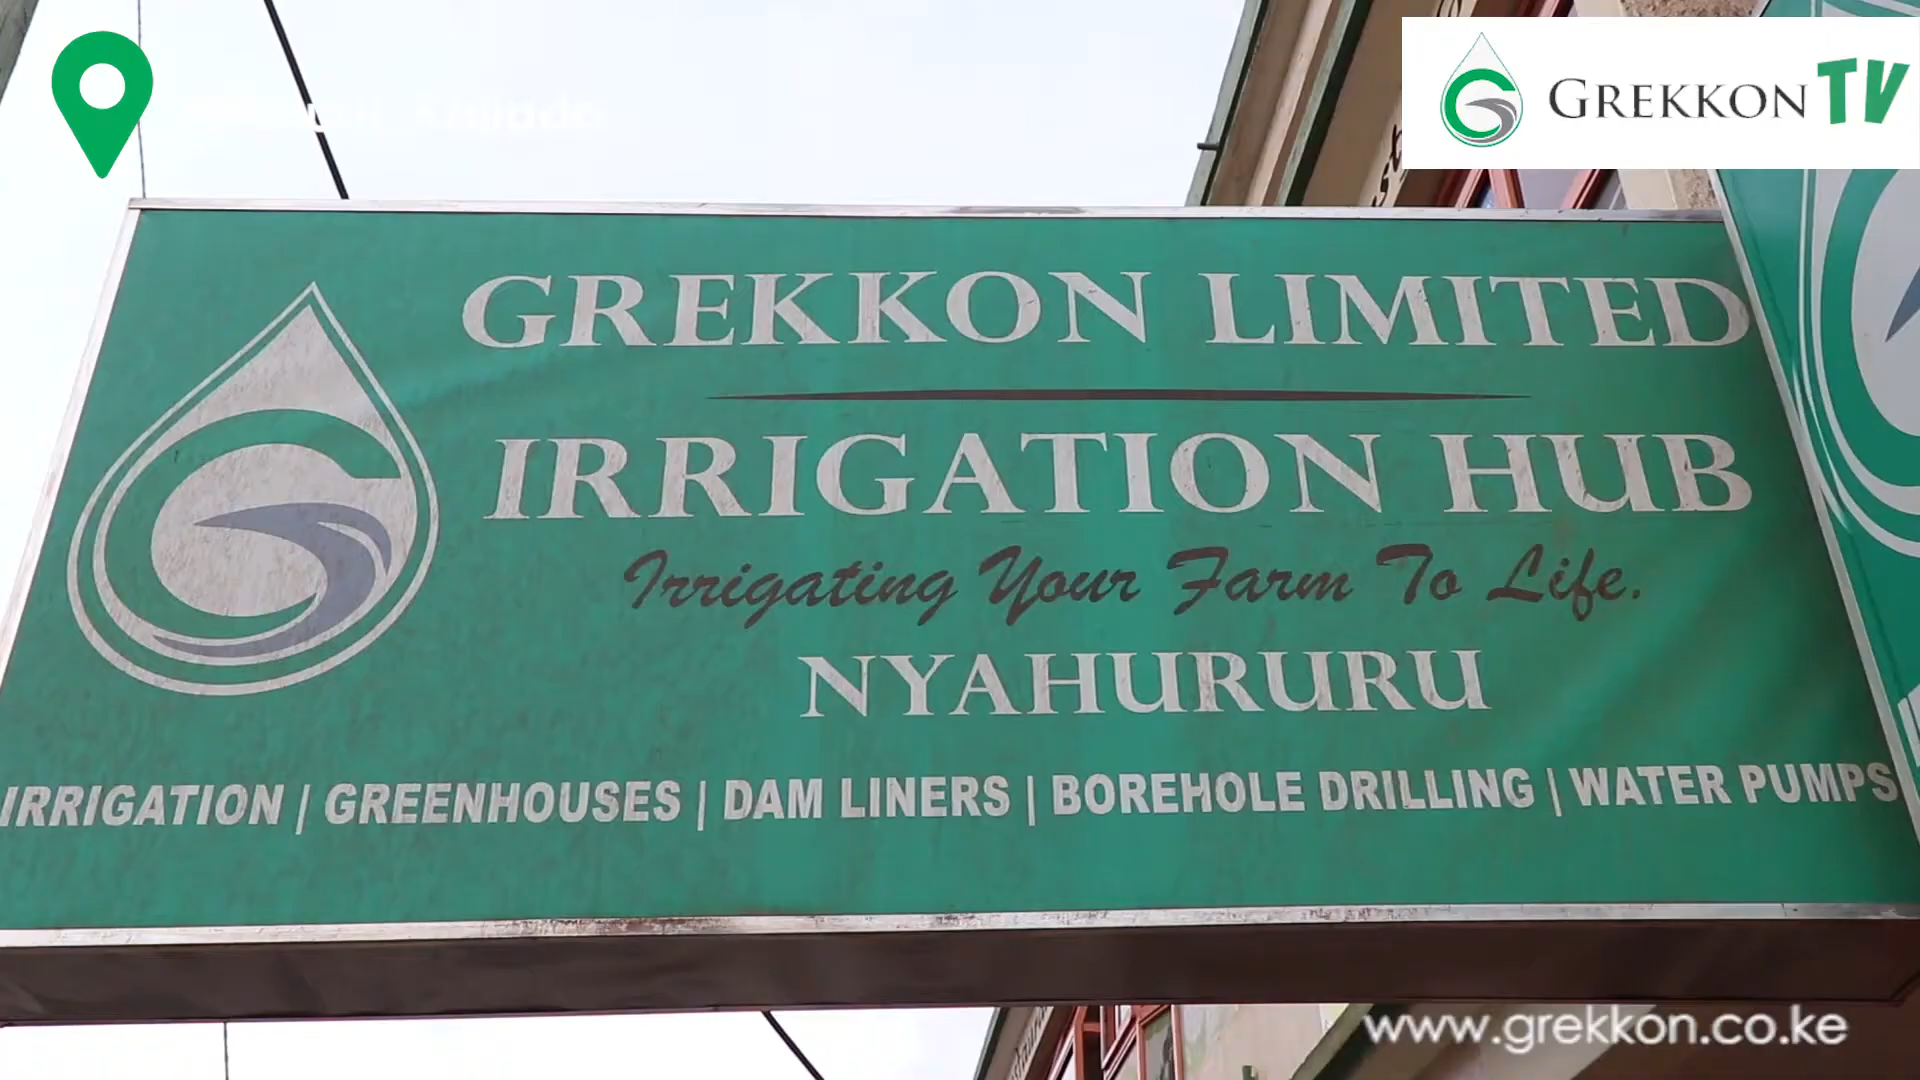 GREKKON TV
GREKKON LIMITED
IRRIGATION HUB
Irrigating Your Farm To Life.
NYAHURURU
IRRIGATION | GREENHOUSES | DAM LINERS | BOREHOLE DRILLING | WATER PUMPS
www.grekkon.co.ke